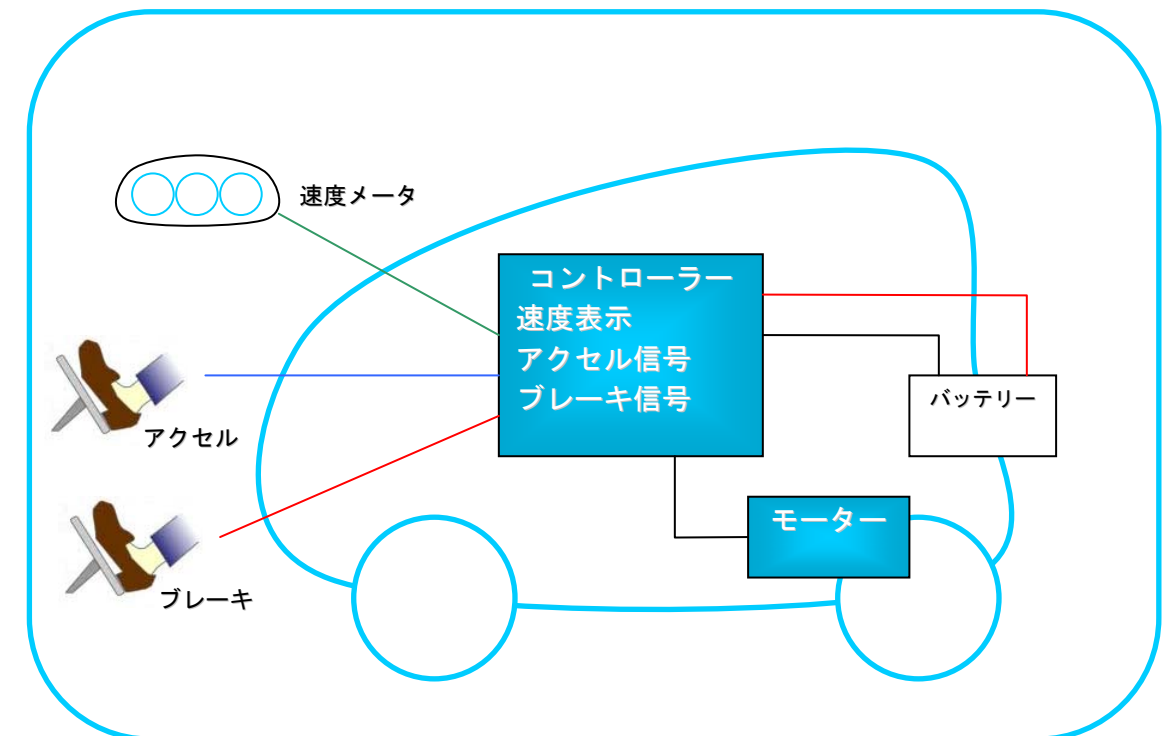 速度メータ
コントローラー
速度表示
アクセル信号
ブレーキ信号
バッテリー
アクセル
モーター
ブレーキ